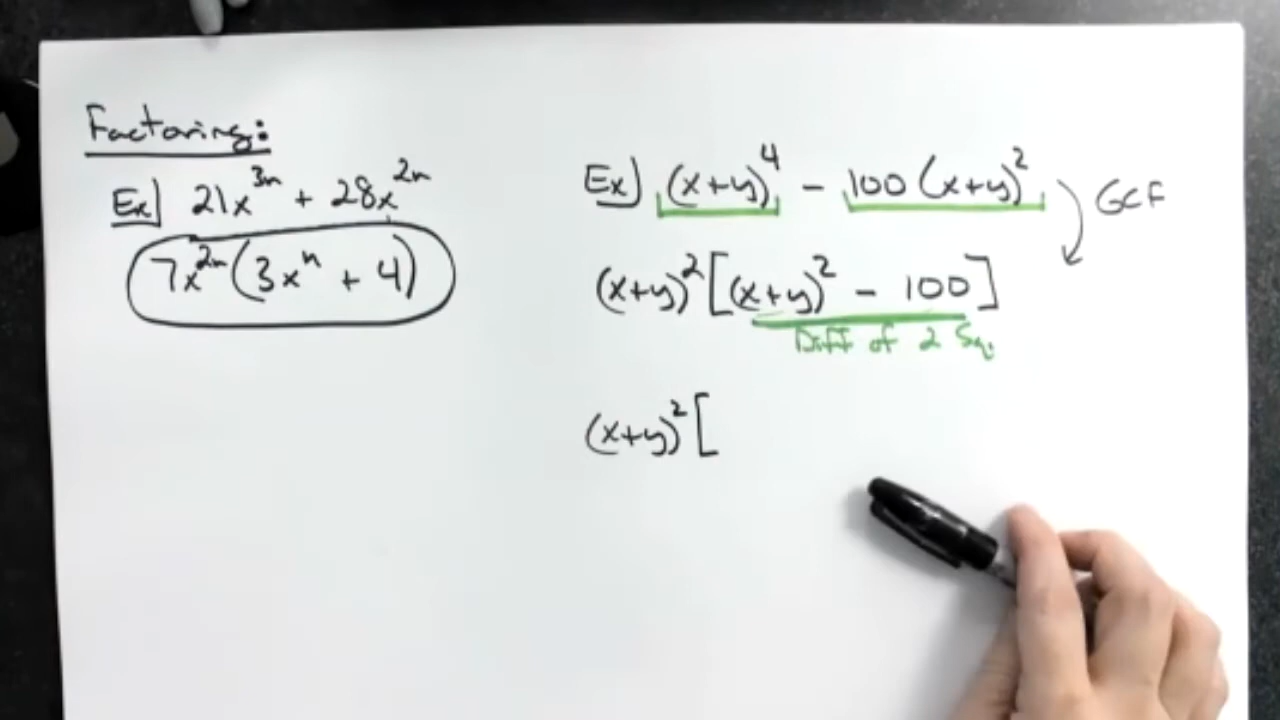 Factoring:
Ex] 21x^{3n} + 28x^{2n}
7x^{2n}(3x^n + 4)
Ex] (x+y)^4 - 100(x+y)^2
GCF
(x+y)^2[(x+y)^2 - 100]
Diff of 2 Sq.
(x+y)^2[